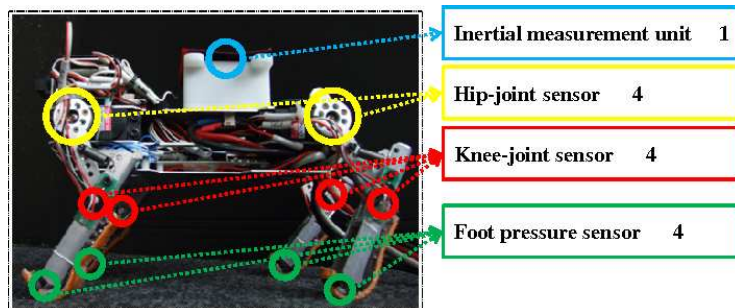 Inertial measurement unit 1
Hip-joint sensor 4
Knee-joint sensor 4
Foot pressure sensor 4